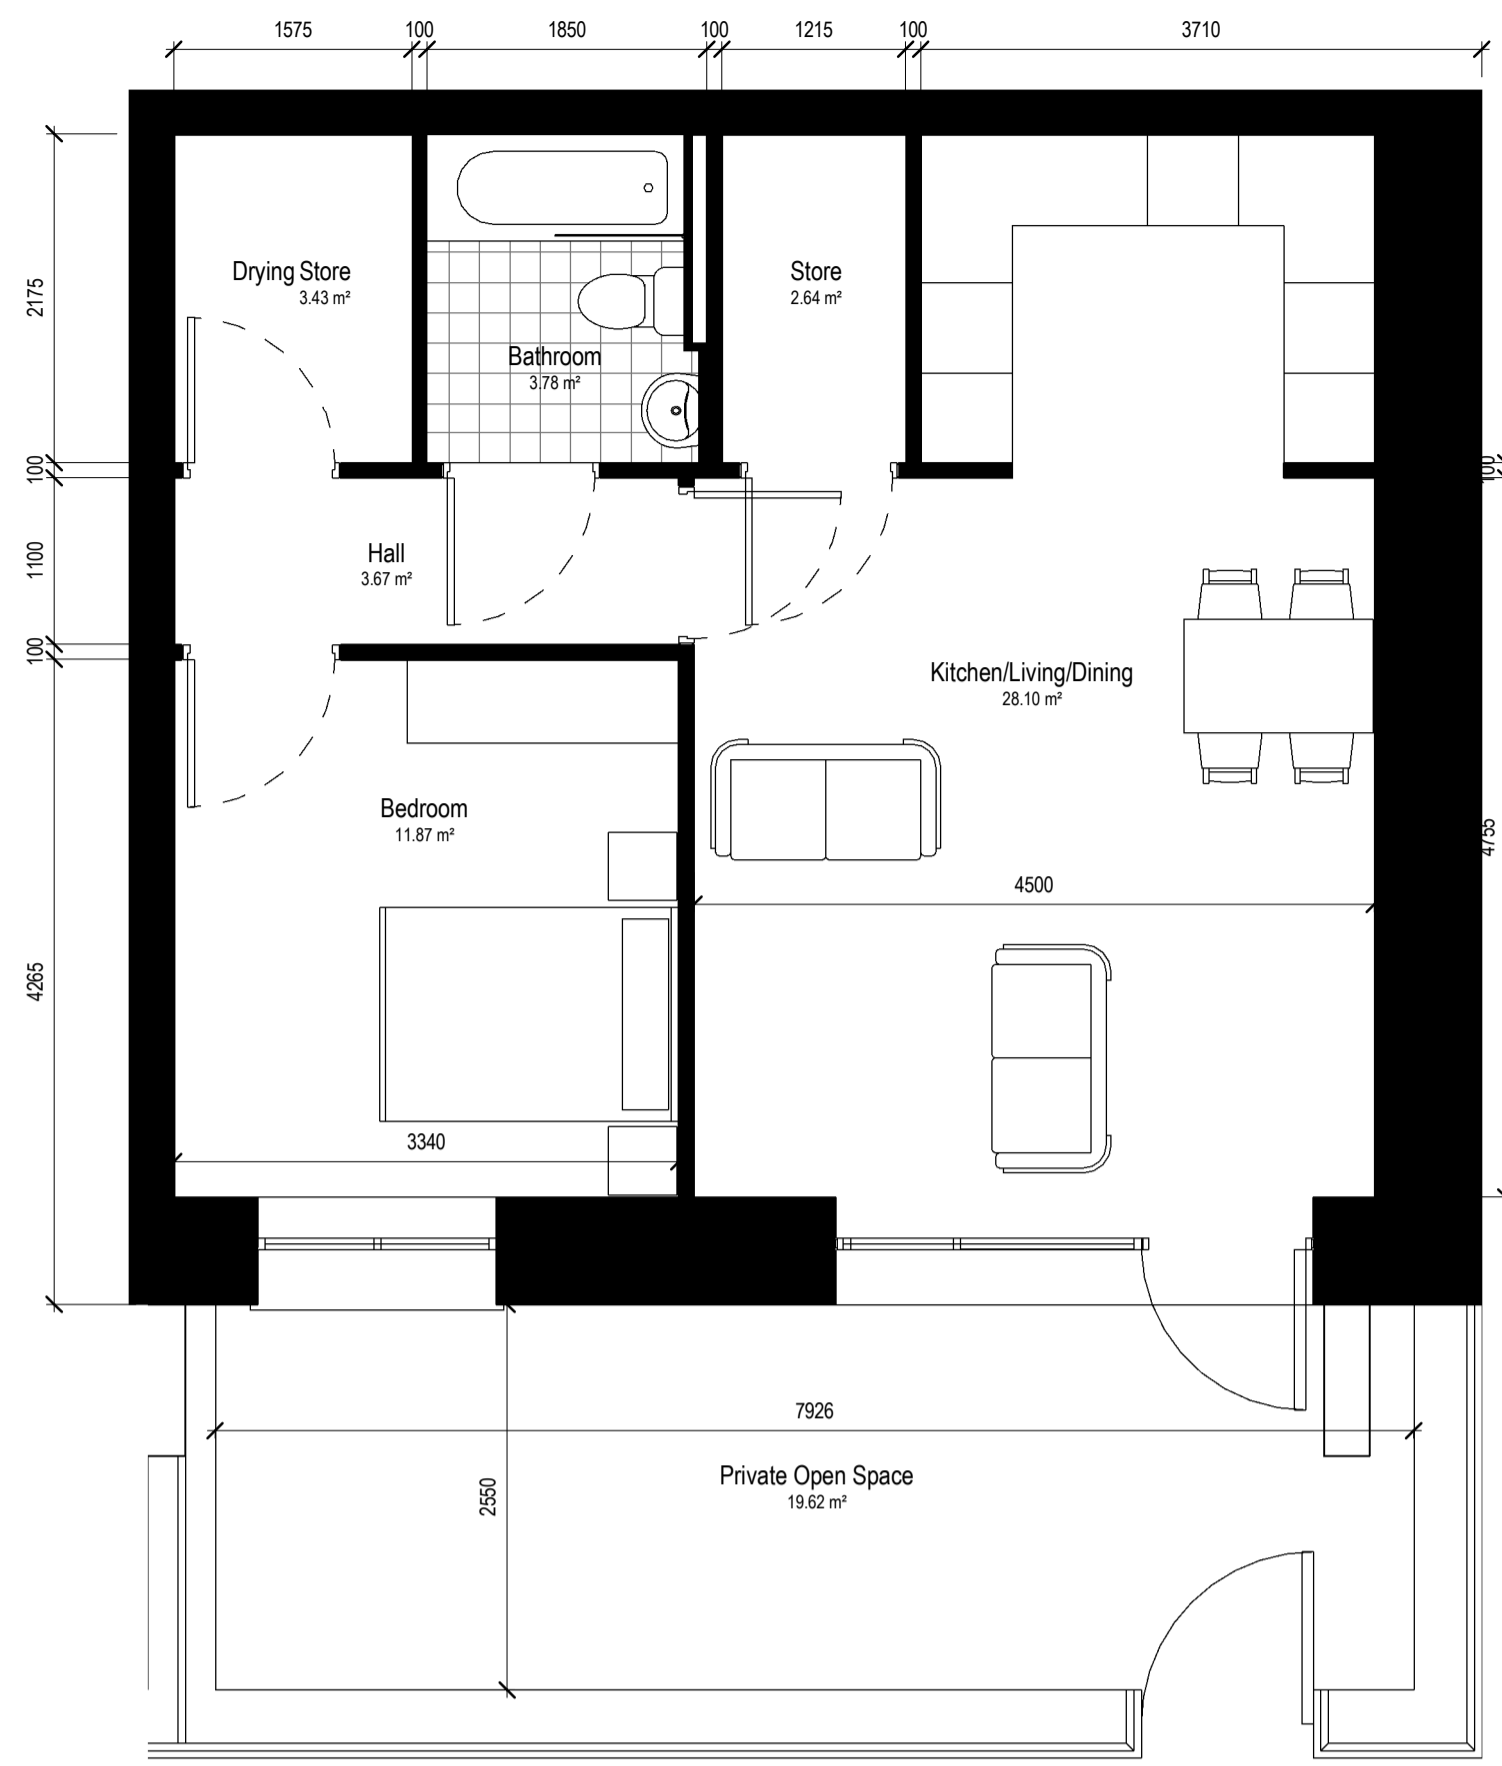 1575 100 1850 100 1215 100 3710
2175
Drying Store
3.43 m²
Store
2.64 m²
Bathroom
3.78 m²
100
100
Hall
3.67 m²
1100
100
Kitchen/Living/Dining
28.10 m²
Bedroom
11.87 m²
4755
4500
4265
3340
7926
Private Open Space
19.62 m²
2550